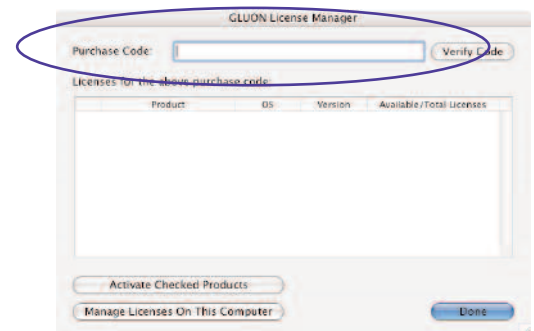 GLUON License Manager
Purchase Code: Verify Code
Licenses for the above purchase code:
Product OS Version Available/Total Licenses
Activate Checked Products
Manage Licenses On This Computer Done